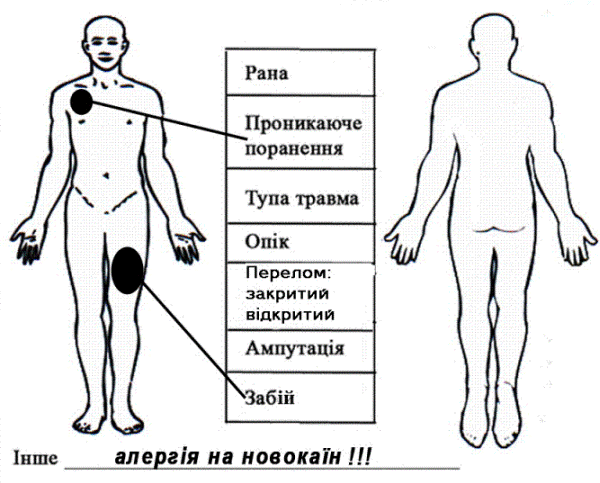 Рана
Проникаюче
поранення
Тупа травма
Опік
Перелом:
закритий
відкритий
Ампутація
Забій
Інше алергія на новокаїн !!!